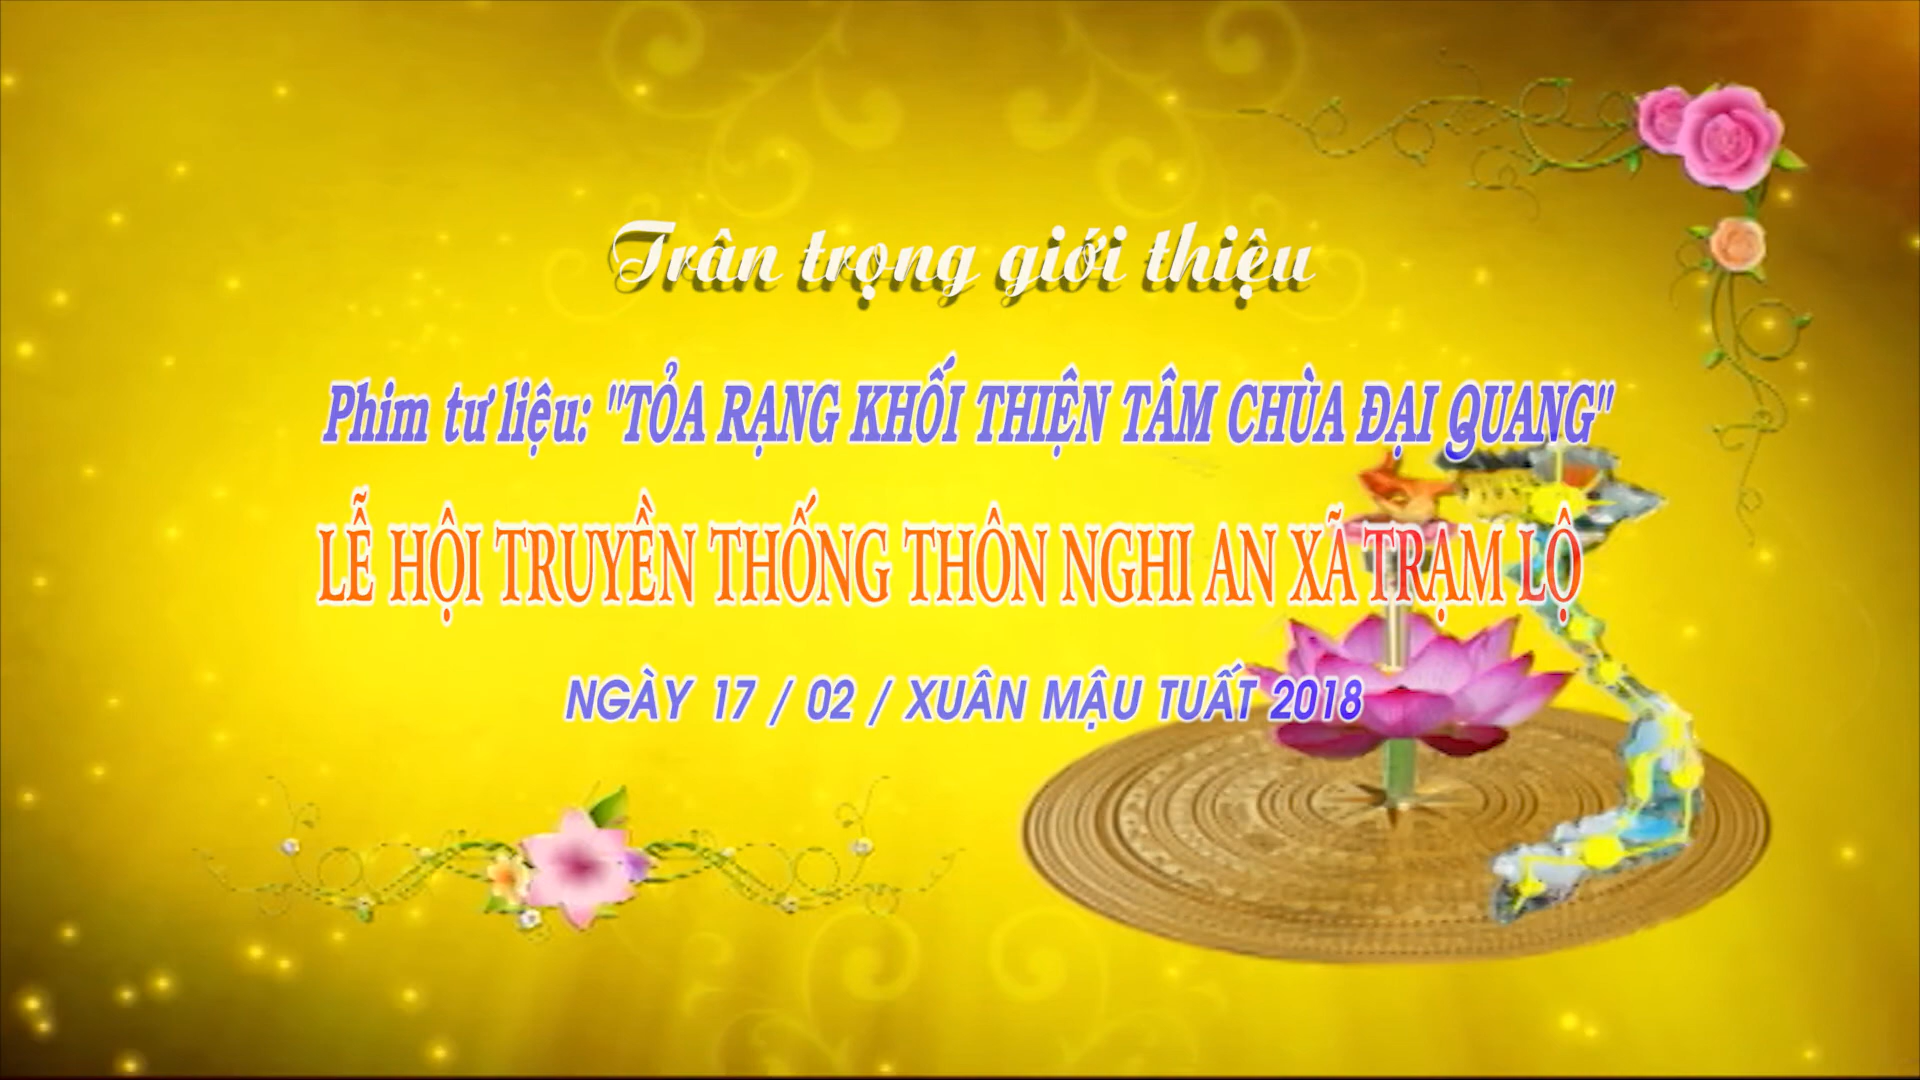 Trân trọng giới thiệu
Phim tư liệu: "TỎA RẠNG KHỐI THIỆN TÂM CHÙA ĐẠI QUANG"
LỄ HỘI TRUYỀN THỐNG THÔN NGHI AN XÃ TRẠM LỘ
NGÀY 17 / 02 / XUÂN MẬU TUẤT 2018